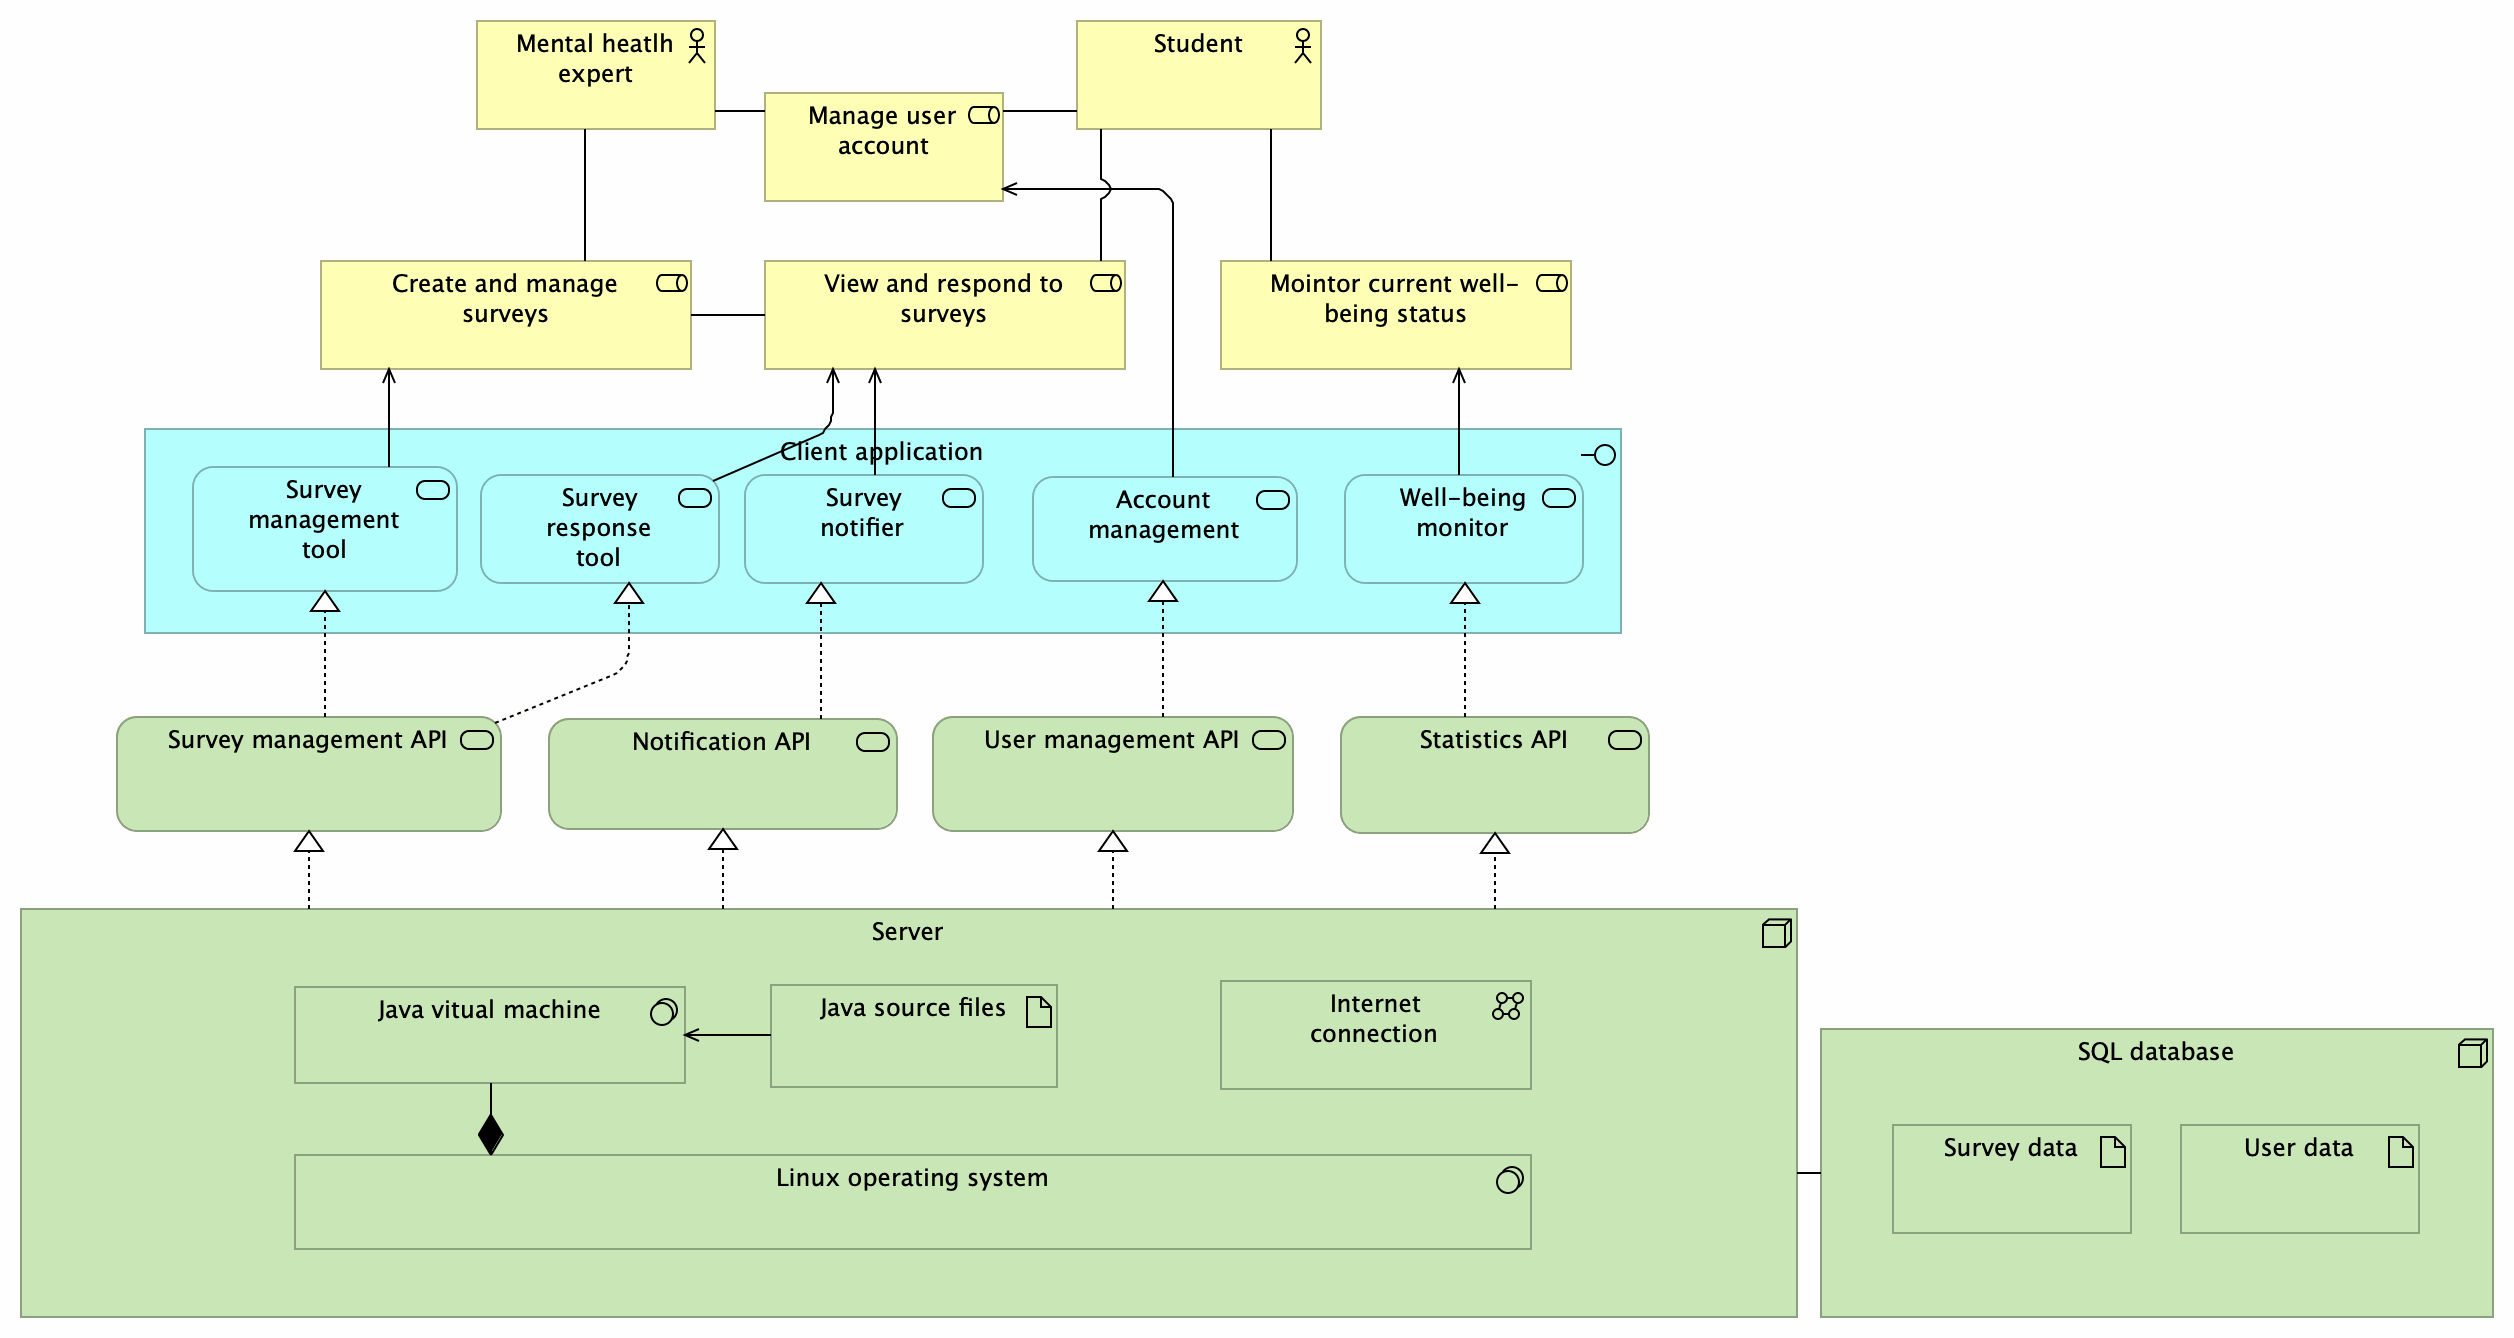 Mental heatlh
expert
Student
Manage user
account
Create and manage
surveys
View and respond to
surveys
Mointor current well-
being status
Client application
Survey
management
tool
Survey
response
tool
Survey
notifier
Account
management
Well-being
monitor
Survey management API
Notification API
User management API
Statistics API
Server
Java vitual machine
Java source files
Internet
connection
Linux operating system
SQL database
Survey data
User data